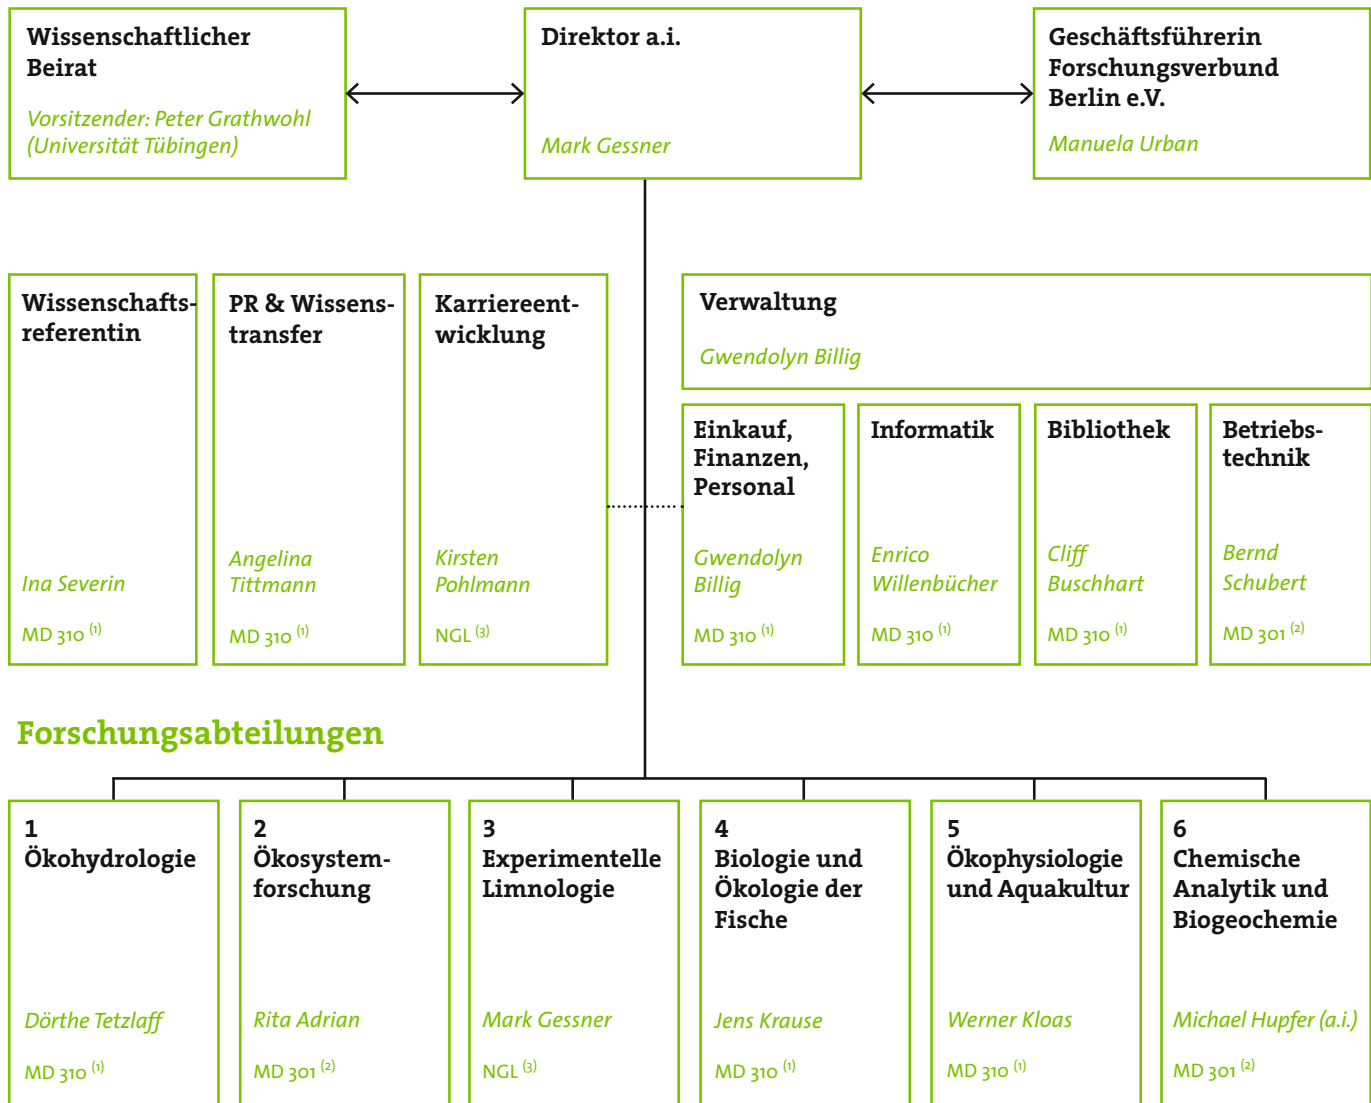 Wissenschaftlicher
Beirat
Vorsitzender: Peter Grathwohl
(Universität Tübingen)
Direktor a.i.
Mark Gessner
Geschäftsführerin
Forschungsverbund
Berlin e.V.
Manuela Urban
Wissenschafts-
referentin
Ina Severin
MD 310 (1)
PR & Wissens-
transfer
Angelina
Tittmann
MD 310 (1)
Karriereent-
wicklung
Kirsten
Pohlmann
NGL (3)
Verwaltung
Gwendolyn Billig
Einkauf,
Finanzen,
Personal
Gwendolyn
Billig
MD 310 (1)
Informatik
Enrico
Willenbücher
MD 310 (1)
Bibliothek
Cliff
Buschhart
MD 310 (1)
Betriebs-
technik
Bernd
Schubert
MD 301 (2)
Forschungsabteilungen
1
Ökohydrologie
Dörthe Tetzlaff
MD 310 (1)
2
Ökosystem-
forschung
Rita Adrian
MD 301 (2)
3
Experimentelle
Limnologie
Mark Gessner
NGL (3)
4
Biologie und
Ökologie der
Fische
Jens Krause
MD 310 (1)
5
Ökophysiologie
und Aquakultur
Werner Kloas
MD 310 (1)
6
Chemische
Analytik und
Biogeochemie
Michael Hupfer (a.i.)
MD 301 (2)